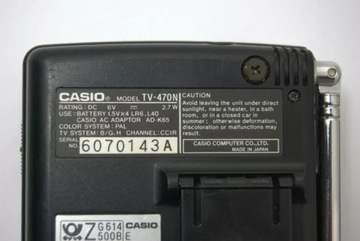 CASIO® MODEL TV-470N
RATING: DC 6V 2.7W
USE: BATTERY 1.5V×4 LR6, L40
CASIO AC ADAPTOR AD-K65
COLOR SYSTEM: PAL
TV SYSTEM: B/G, H CHANNEL: CCIR
SERIAL NO. 6070143A
CAUTION
Avoid leaving the unit under direct
sunlight, near a heater, in a bath
room, or in a closed car in
summer; otherwise deformation,
discoloration or malfunctions may
result.
CASIO COMPUTER CO., LTD.
MADE IN JAPAN
Z G614 CASIO
500B E